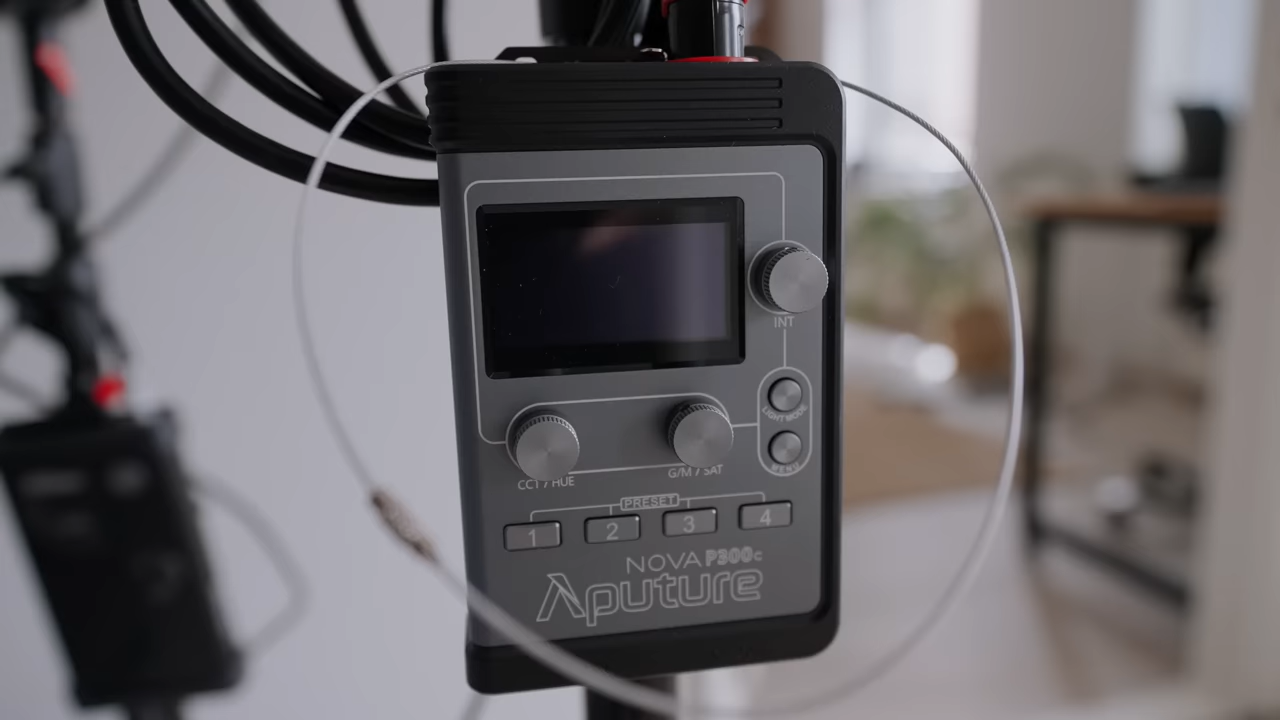 INT
LIGHT MODE
MENU
CCT / HUE
G/M / SAT
PRESET
1 2 3 4
NOVA P300c
Aputure